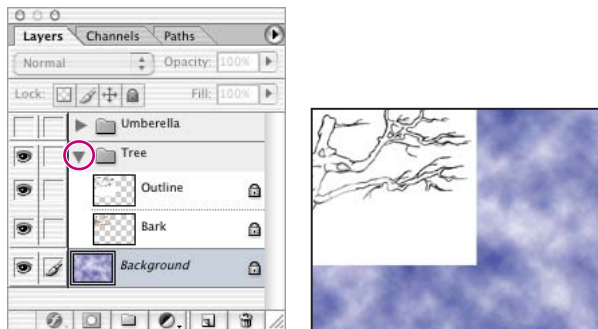 Layers Channels Paths
Normal Opacity: 100%
Lock: Fill: 100%
Umberella
Tree
Outline
Bark
Background